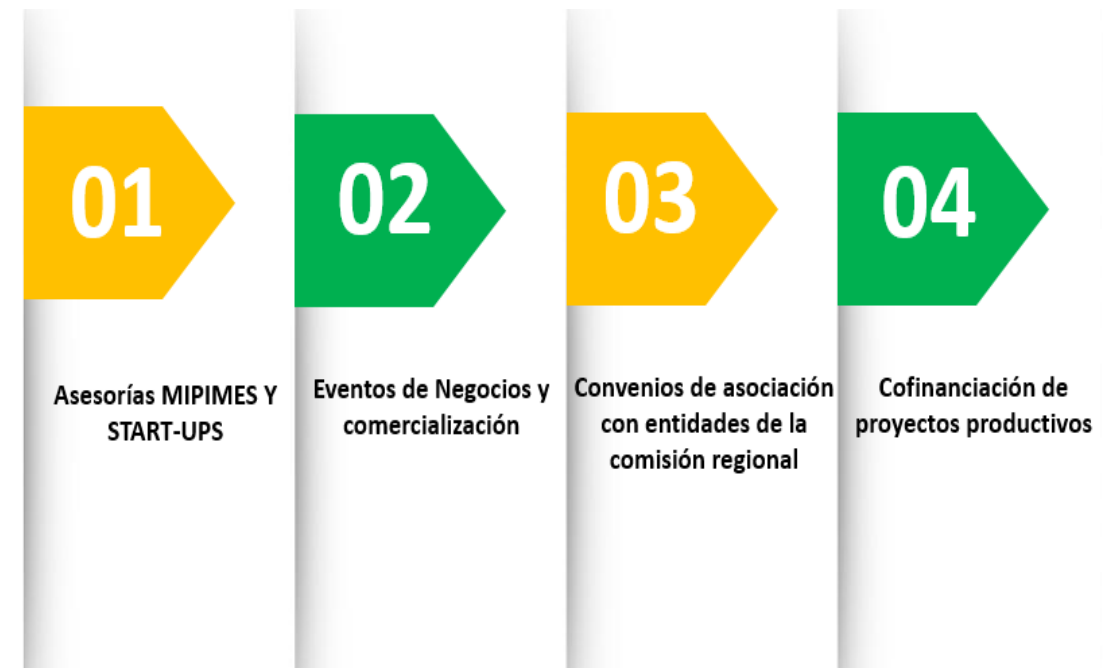 01
Asesorías MIPIMES Y
START-UPS
02
Eventos de Negocios y
comercialización
03
Convenios de asociación
con entidades de la
comisión regional
04
Cofinanciación de
proyectos productivos